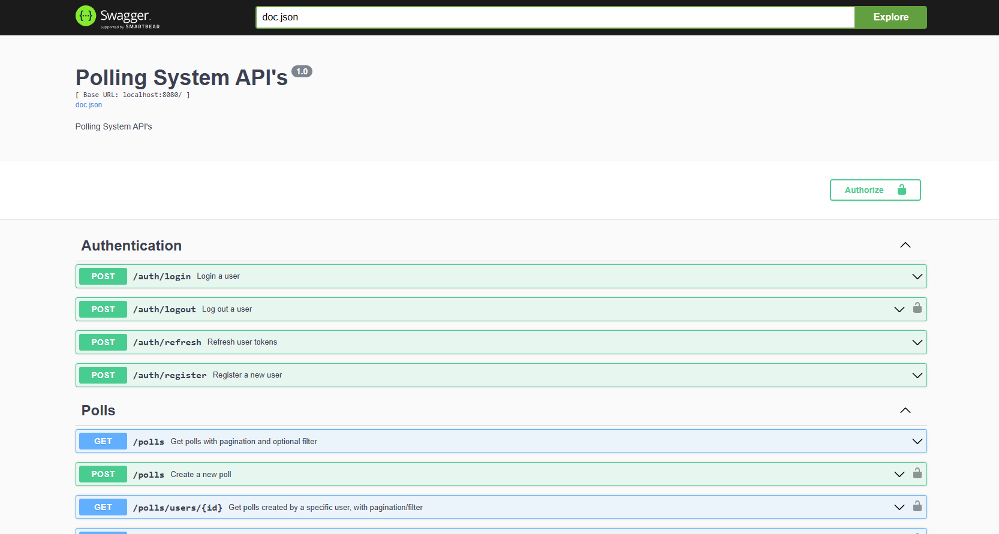 {···} Swagger
Supported by SMARTBEAR
doc.json
Explore
Polling System API's 1.0
[ Base URL: localhost:8080/ ]
doc.json
Polling System API's
Authorize
Authentication
POST /auth/login Login a user
POST /auth/logout Log out a user
POST /auth/refresh Refresh user tokens
POST /auth/register Register a new user
Polls
GET /polls Get polls with pagination and optional filter
POST /polls Create a new poll
GET /polls/users/{id} Get polls created by a specific user, with pagination/filter